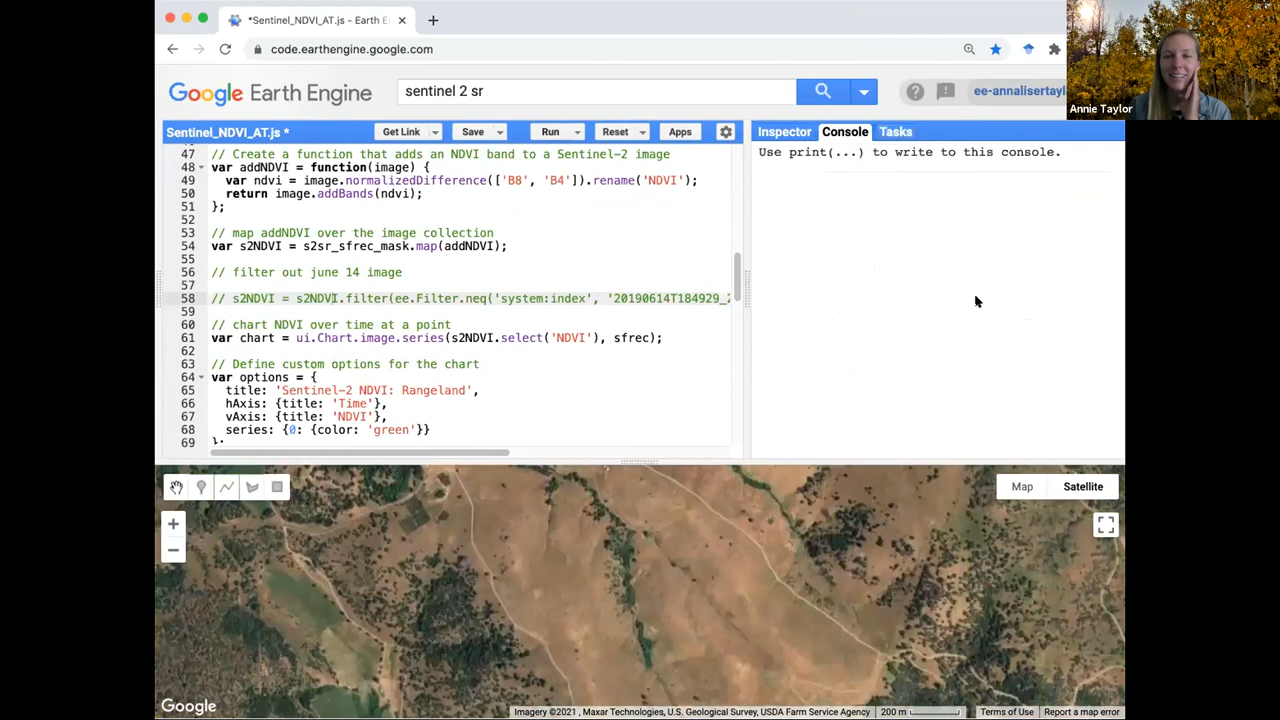 *Sentinel_NDVI_AT.js - Earth E
code.earthengine.google.com
Google Earth Engine
sentinel 2 sr
ee-annalisertayl
Annie Taylor
Sentinel_NDVI_AT.js *
Get Link
Save
Run
Reset
Apps
Inspector
Console
Tasks
Use print(...) to write to this console.
47 // Create a function that adds an NDVI band to a Sentinel-2 image
48 var addNDVI = function(image) {
49 var ndvi = image.normalizedDifference(['B8', 'B4']).rename('NDVI');
50 return image.addBands(ndvi);
51 };
52
53 // map addNDVI over the image collection
54 var s2NDVI = s2sr_sfrec_mask.map(addNDVI);
55
56 // filter out june 14 image
57
58 // s2NDVI = s2NDVI.filter(ee.Filter.neq('system:index', '20190614T184929_2
59
60 // chart NDVI over time at a point
61 var chart = ui.Chart.image.series(s2NDVI.select('NDVI'), sfrec);
62
63 // Define custom options for the chart
64 var options = {
65 title: 'Sentinel-2 NDVI: Rangeland',
66 hAxis: {title: 'Time'},
67 vAxis: {title: 'NDVI'},
68 series: {0: {color: 'green'}}
69 };
Map
Satellite
Google
Imagery ©2021 , Maxar Technologies, U.S. Geological Survey, USDA Farm Service Agency
200 m
Terms of Use
Report a map error